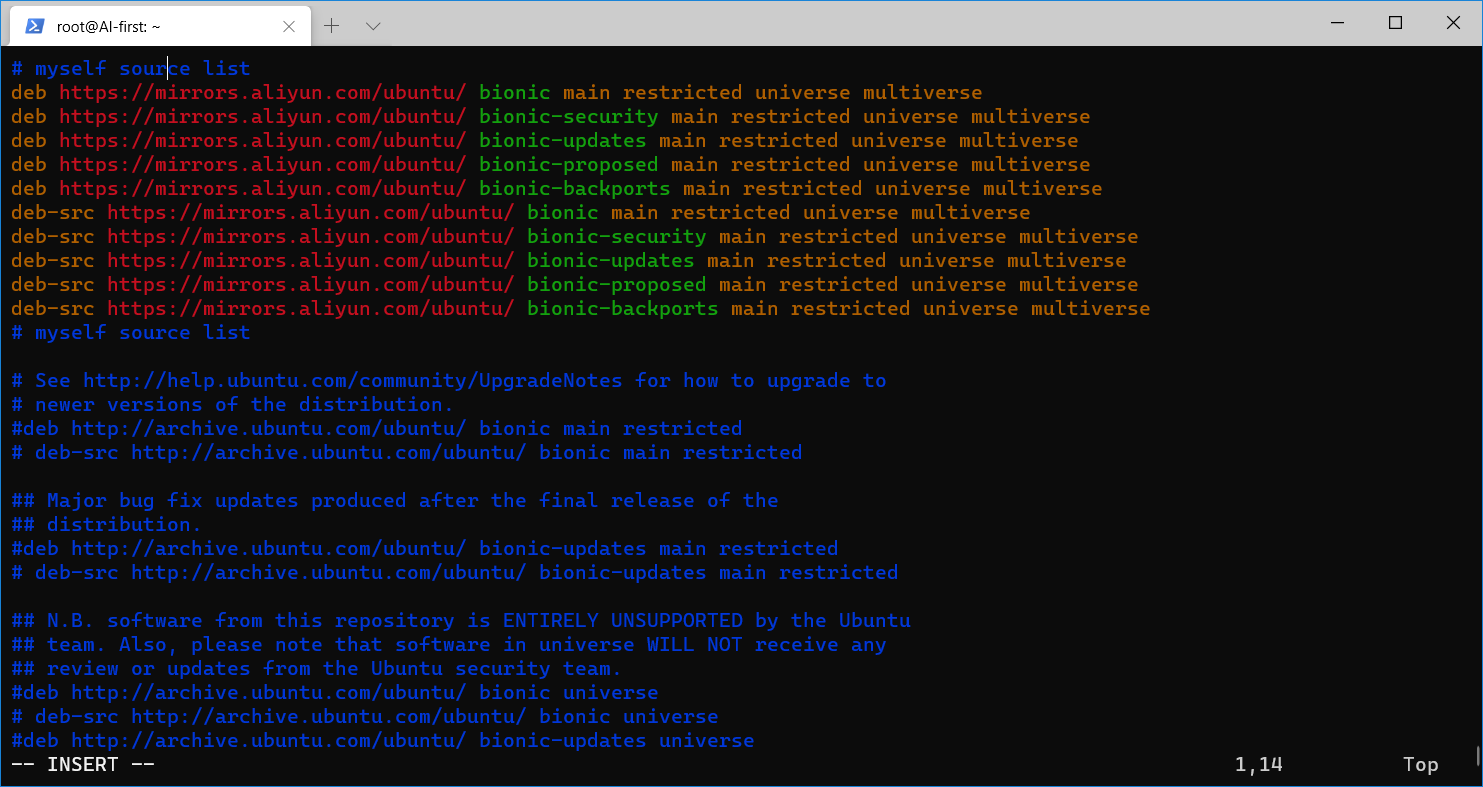 root@AI-first: ~
# myself source list
deb https://mirrors.aliyun.com/ubuntu/ bionic main restricted universe multiverse
deb https://mirrors.aliyun.com/ubuntu/ bionic-security main restricted universe multiverse
deb https://mirrors.aliyun.com/ubuntu/ bionic-updates main restricted universe multiverse
deb https://mirrors.aliyun.com/ubuntu/ bionic-proposed main restricted universe multiverse
deb https://mirrors.aliyun.com/ubuntu/ bionic-backports main restricted universe multiverse
deb-src https://mirrors.aliyun.com/ubuntu/ bionic main restricted universe multiverse
deb-src https://mirrors.aliyun.com/ubuntu/ bionic-security main restricted universe multiverse
deb-src https://mirrors.aliyun.com/ubuntu/ bionic-updates main restricted universe multiverse
deb-src https://mirrors.aliyun.com/ubuntu/ bionic-proposed main restricted universe multiverse
deb-src https://mirrors.aliyun.com/ubuntu/ bionic-backports main restricted universe multiverse
# myself source list

# See http://help.ubuntu.com/community/UpgradeNotes for how to upgrade to
# newer versions of the distribution.
#deb http://archive.ubuntu.com/ubuntu/ bionic main restricted
# deb-src http://archive.ubuntu.com/ubuntu/ bionic main restricted

## Major bug fix updates produced after the final release of the
## distribution.
#deb http://archive.ubuntu.com/ubuntu/ bionic-updates main restricted
# deb-src http://archive.ubuntu.com/ubuntu/ bionic-updates main restricted

## N.B. software from this repository is ENTIRELY UNSUPPORTED by the Ubuntu
## team. Also, please note that software in universe WILL NOT receive any
## review or updates from the Ubuntu security team.
#deb http://archive.ubuntu.com/ubuntu/ bionic universe
# deb-src http://archive.ubuntu.com/ubuntu/ bionic universe
#deb http://archive.ubuntu.com/ubuntu/ bionic-updates universe
-- INSERT -- 1,14 Top